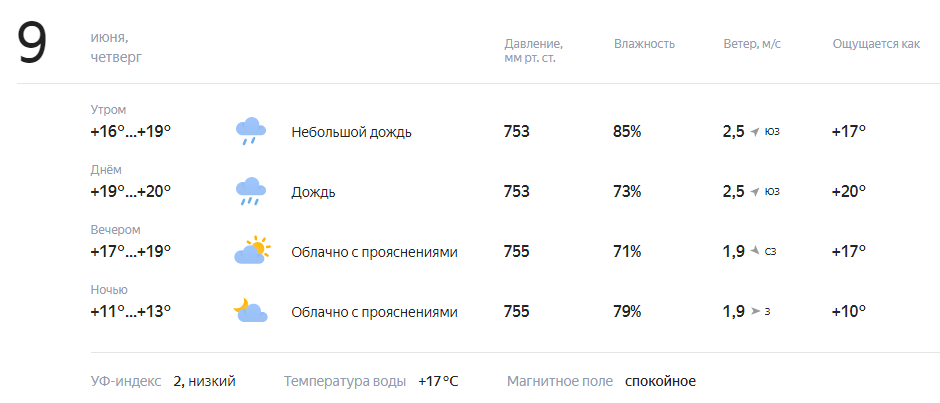 9
июня,
четверг
Давление,
мм рт. ст.
Влажность
Ветер, м/с
Ощущается как
Утром
+16°...+19° Небольшой дождь 753 85% 2,5 ЮЗ +17°
Днём
+19°...+20° Дождь 753 73% 2,5 ЮЗ +20°
Вечером
+17°...+19° Облачно с прояснениями 755 71% 1,9 СЗ +17°
Ночью
+11°...+13° Облачно с прояснениями 755 79% 1,9 З +10°
УФ-индекс 2, низкий Температура воды +17°C Магнитное поле спокойное